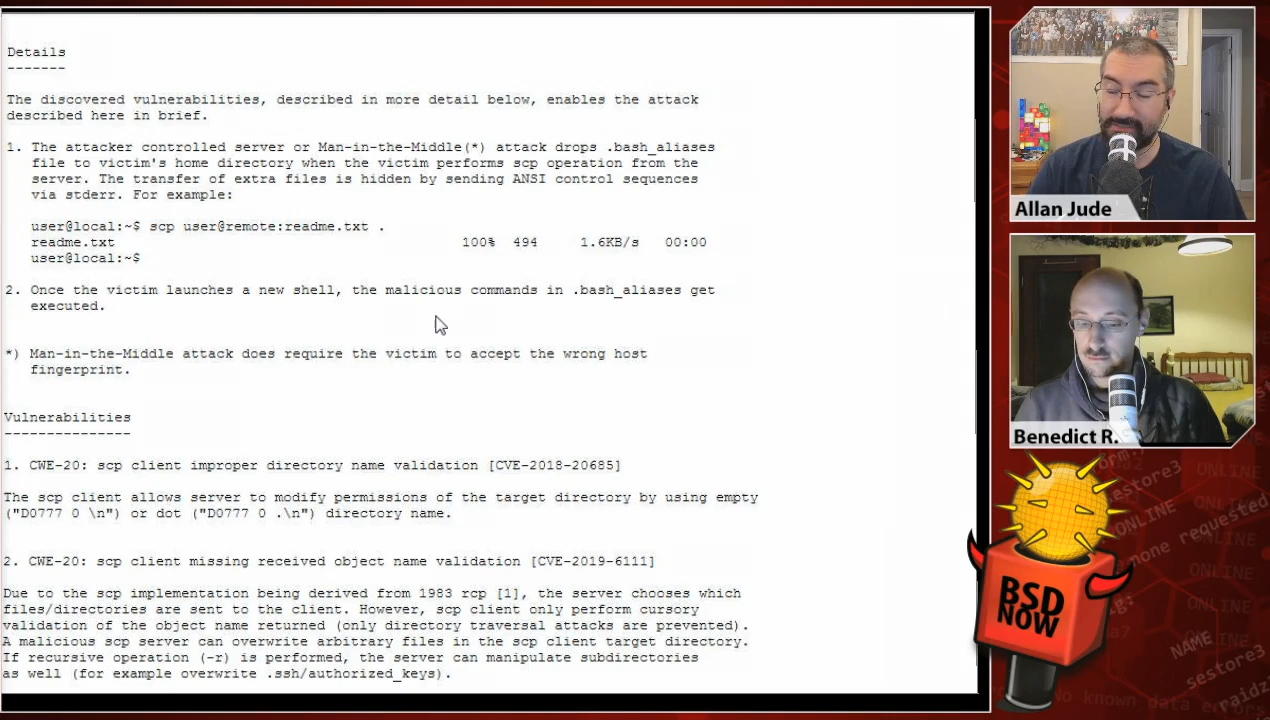 Details
-------
The discovered vulnerabilities, described in more detail below, enables the attack
described here in brief.
1. The attacker controlled server or Man-in-the-Middle(*) attack drops .bash_aliases
file to victim's home directory when the victim performs scp operation from the
server. The transfer of extra files is hidden by sending ANSI control sequences
via stderr. For example:
user@local:~$ scp user@remote:readme.txt .
readme.txt 100% 494 1.6KB/s 00:00
user@local:~$
2. Once the victim launches a new shell, the malicious commands in .bash_aliases get
executed.
*) Man-in-the-Middle attack does require the victim to accept the wrong host
fingerprint.
Vulnerabilities
---------------
1. CWE-20: scp client improper directory name validation [CVE-2018-20685]
The scp client allows server to modify permissions of the target directory by using empty
("D0777 0 \n") or dot ("D0777 0 .\n") directory name.
2. CWE-20: scp client missing received object name validation [CVE-2019-6111]
Due to the scp implementation being derived from 1983 rcp [1], the server chooses which
files/directories are sent to the client. However, scp client only perform cursory
validation of the object name returned (only directory traversal attacks are prevented).
A malicious scp server can overwrite arbitrary files in the scp client target directory.
If recursive operation (-r) is performed, the server can manipulate subdirectories
as well (for example overwrite .ssh/authorized_keys).
Allan Jude
Benedict R.
BSD
NOW
ONLINE
ONLINE
ONLINE
ONLINE
none requested
NAME
sestore3
No known data errors